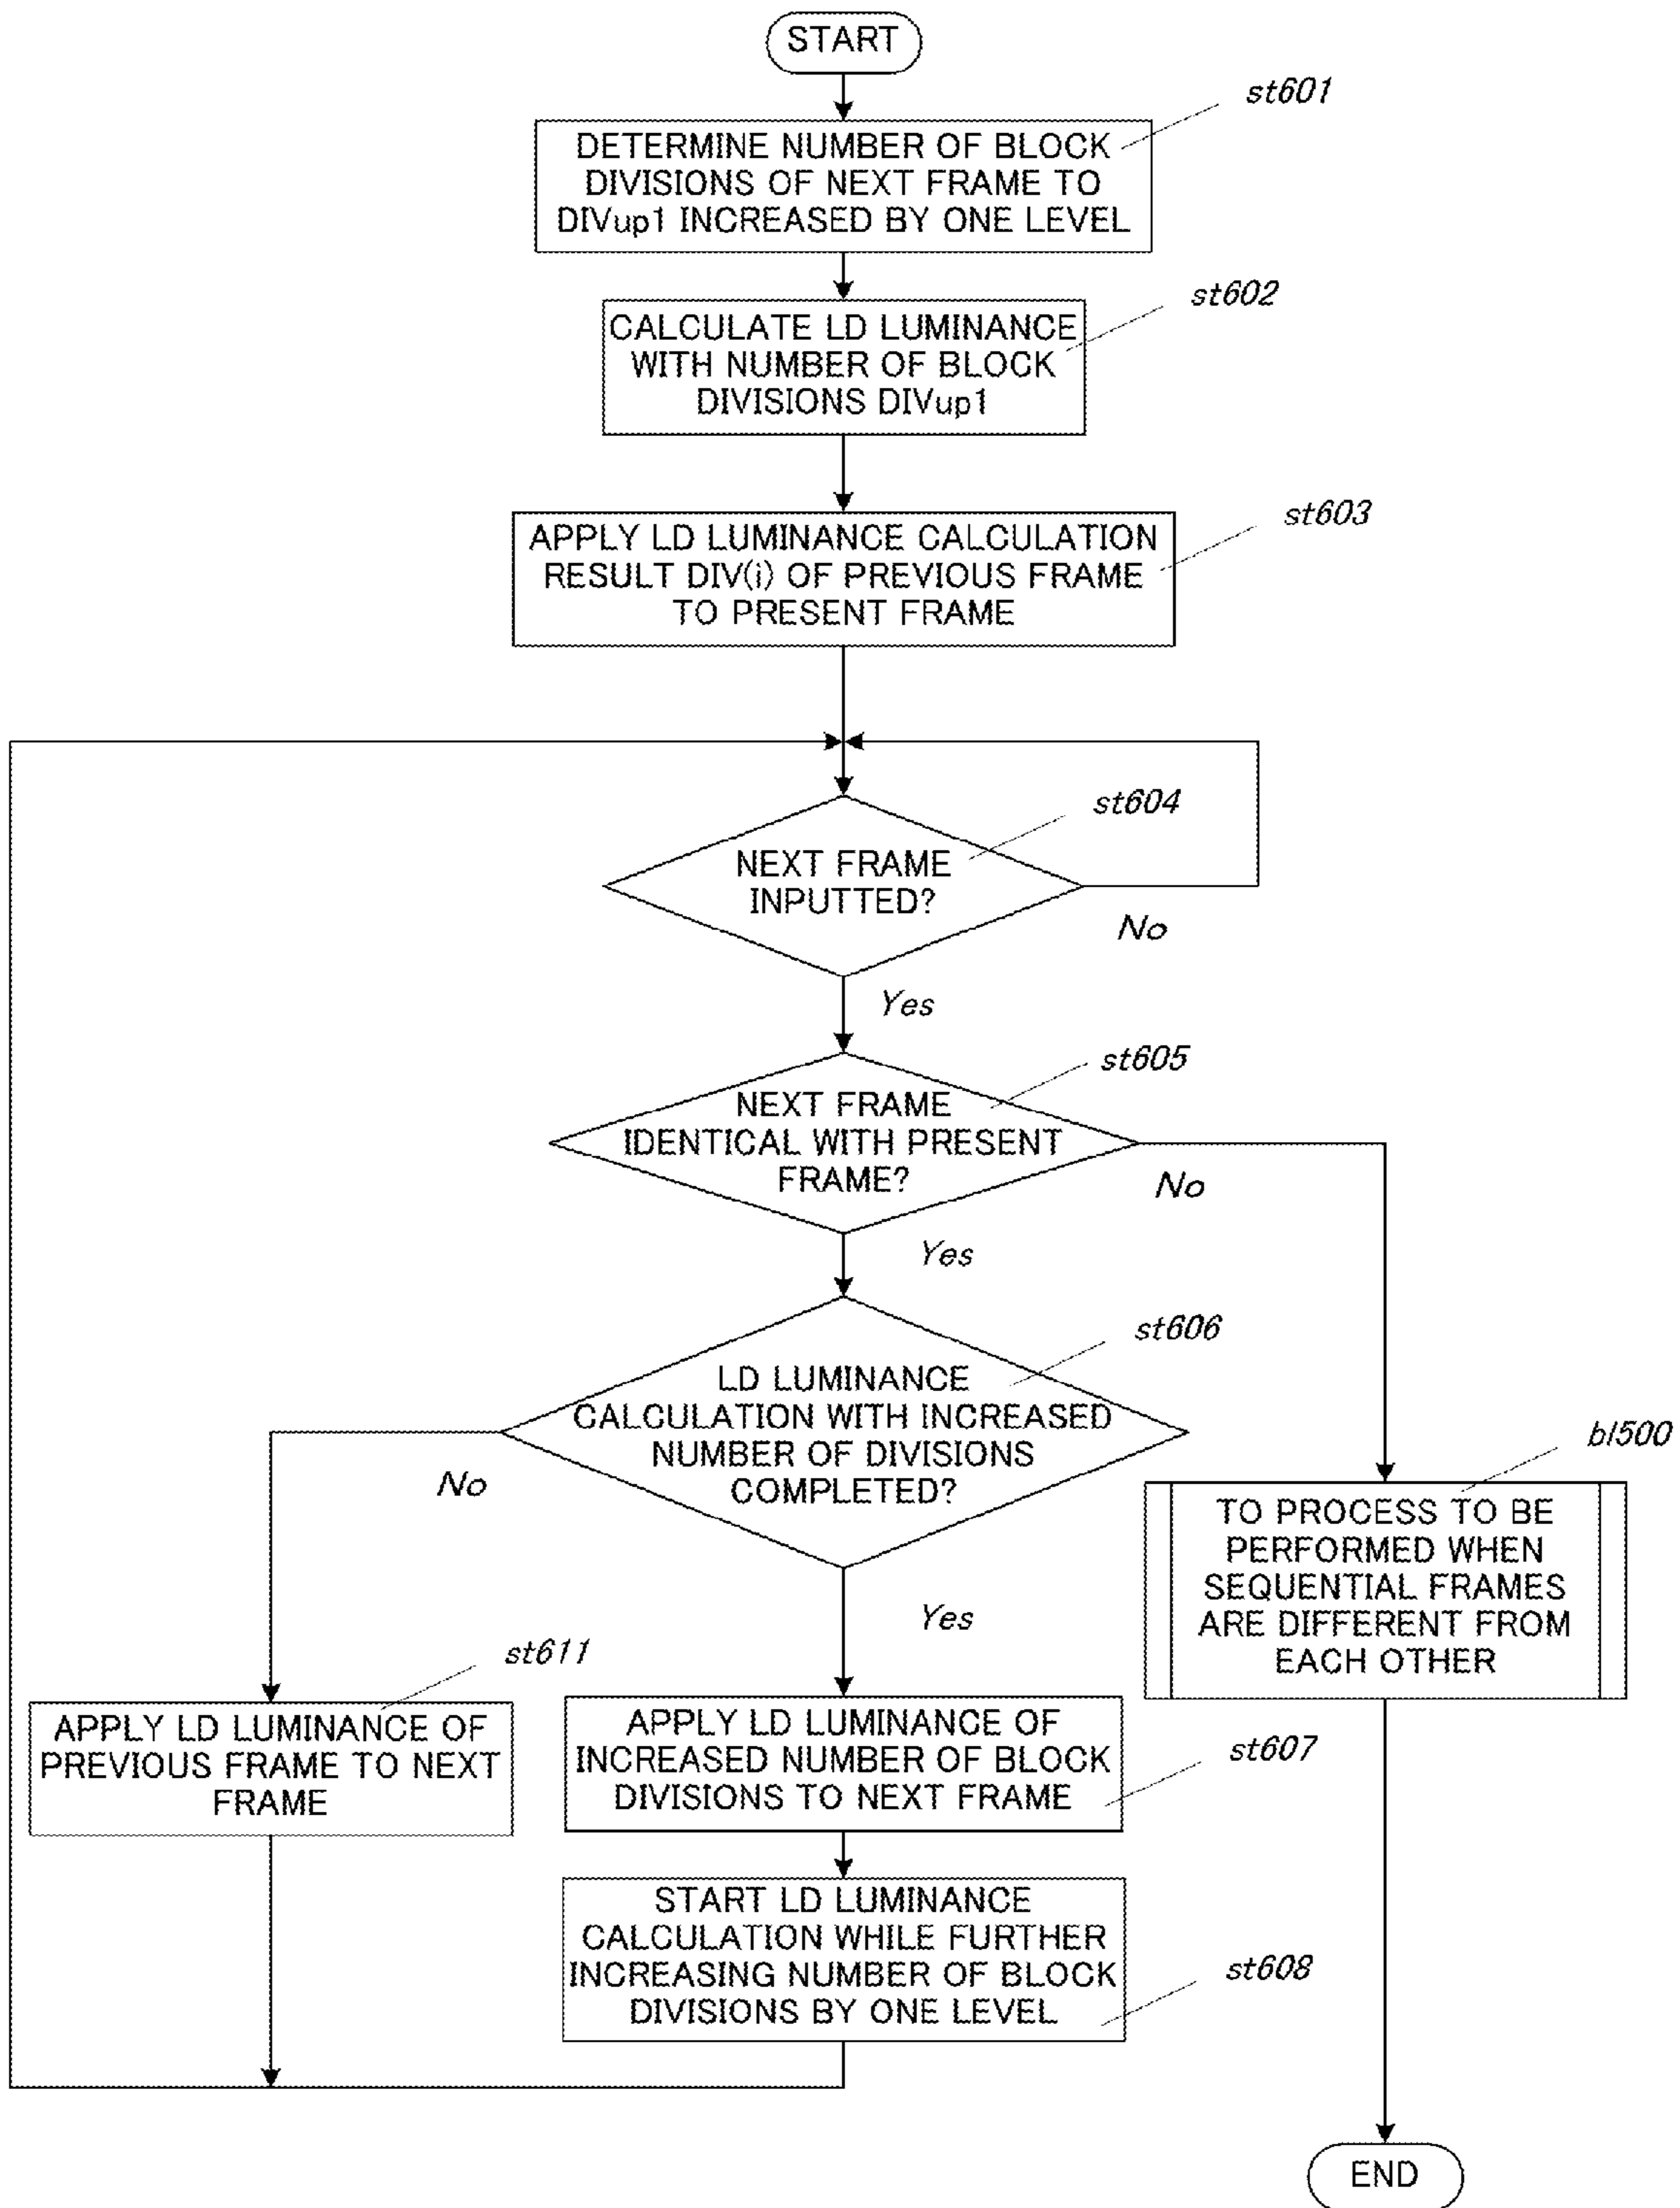 START
st601
DETERMINE NUMBER OF BLOCK
DIVISIONS OF NEXT FRAME TO
DIVup1 INCREASED BY ONE LEVEL
st602
CALCULATE LD LUMINANCE
WITH NUMBER OF BLOCK
DIVISIONS DIVup1
st603
APPLY LD LUMINANCE CALCULATION
RESULT DIV(i) OF PREVIOUS FRAME
TO PRESENT FRAME
st604
NEXT FRAME
INPUTTED?
No
Yes
st605
NEXT FRAME
IDENTICAL WITH PRESENT
FRAME?
No
Yes
st606
LD LUMINANCE
CALCULATION WITH INCREASED
NUMBER OF DIVISIONS
COMPLETED?
No
Yes
bl500
TO PROCESS TO BE
PERFORMED WHEN
SEQUENTIAL FRAMES
ARE DIFFERENT FROM
EACH OTHER
st611
APPLY LD LUMINANCE OF
PREVIOUS FRAME TO NEXT
FRAME
APPLY LD LUMINANCE OF
INCREASED NUMBER OF BLOCK
DIVISIONS TO NEXT FRAME
st607
START LD LUMINANCE
CALCULATION WHILE FURTHER
INCREASING NUMBER OF BLOCK
DIVISIONS BY ONE LEVEL
st608
END